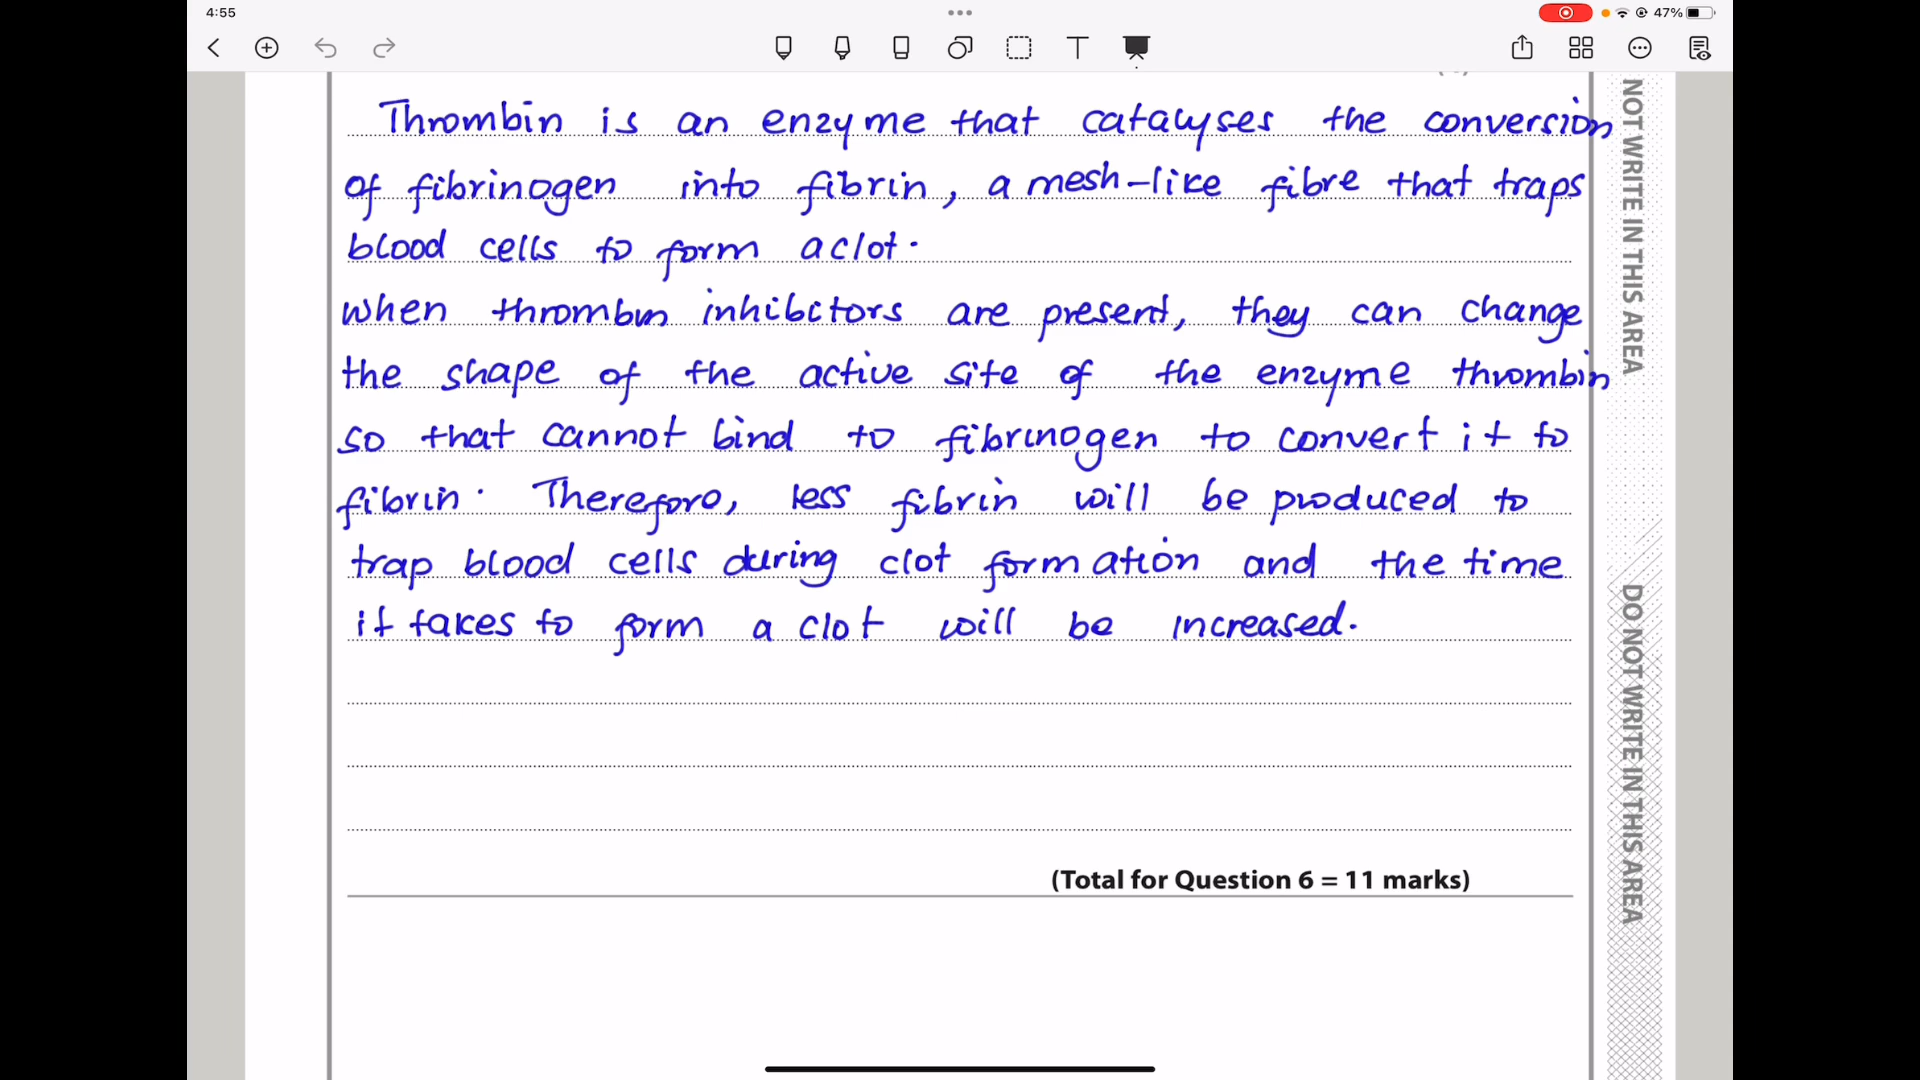 4:55
47%
Thrombin is an enzyme that catalyses the conversion
of fibrinogen into fibrin, a mesh-like fibre that traps
blood cells to form a clot.
when thrombin inhibitors are present, they can change
the shape of the active site of the enzyme thrombin
so that cannot bind to fibrinogen to convert it to
fibrin. Therefore, less fibrin will be produced to
trap blood cells during clot formation and the time
it takes to form a clot will be increased.
(Total for Question 6 = 11 marks)
NOT WRITE IN THIS AREA
DO NOT WRITE IN THIS AREA